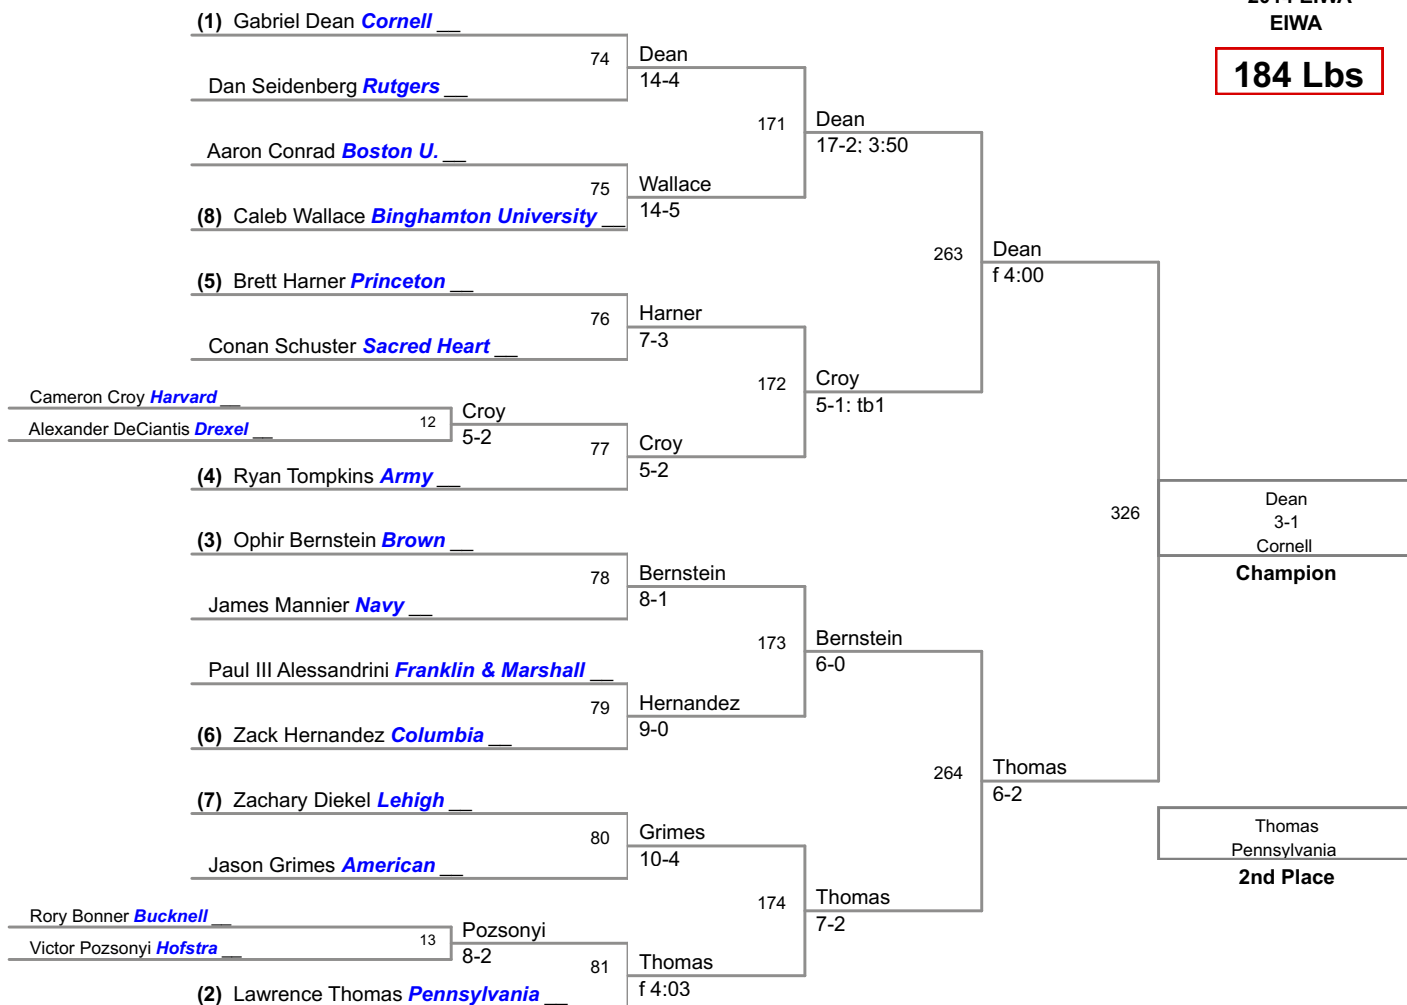 2014 EIWA
EIWA
184 Lbs
(1) Gabriel Dean Cornell __
74
Dan Seidenberg Rutgers __
Dean
14-4
171
Aaron Conrad Boston U. __
75
(8) Caleb Wallace Binghamton University __
Wallace
14-5
Dean
17-2; 3:50
263
(5) Brett Harner Princeton __
76
Conan Schuster Sacred Heart __
Harner
7-3
172
Cameron Croy Harvard __
12
Alexander DeCiantis Drexel __
Croy
5-2
77
(4) Ryan Tompkins Army __
Croy
5-2
Croy
5-1; tb1
Dean
f 4:00
326
(3) Ophir Bernstein Brown __
78
James Mannier Navy __
Bernstein
8-1
173
Paul III Alessandrini Franklin & Marshall __
79
(6) Zack Hernandez Columbia __
Hernandez
9-0
Bernstein
6-0
264
(7) Zachary Diekel Lehigh __
80
Jason Grimes American __
Grimes
10-4
174
Rory Bonner Bucknell __
13
Victor Pozsonyi Hofstra __
Pozsonyi
8-2
81
(2) Lawrence Thomas Pennsylvania __
Thomas
f 4:03
Thomas
7-2
Thomas
6-2
Dean
3-1
Cornell
Champion
Thomas
Pennsylvania
2nd Place